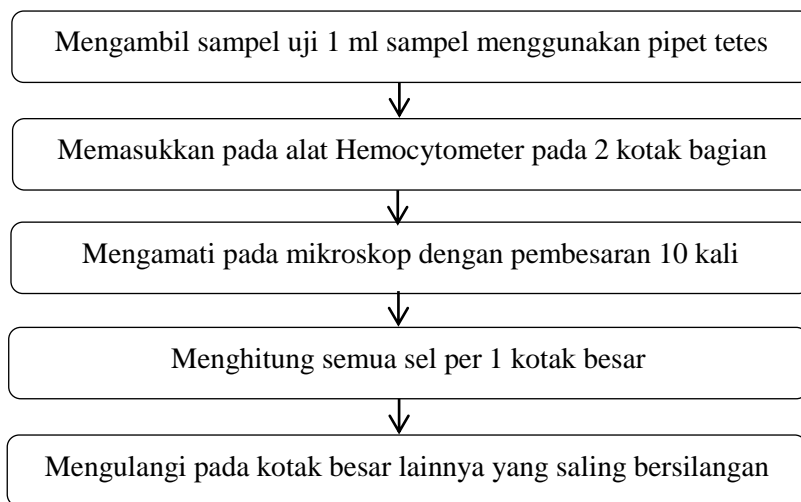 Mengambil sampel uji 1 ml sampel menggunakan pipet tetes
Memasukkan pada alat Hemocytometer pada 2 kotak bagian
Mengamati pada mikroskop dengan pembesaran 10 kali
Menghitung semua sel per 1 kotak besar
Mengulangi pada kotak besar lainnya yang saling bersilangan